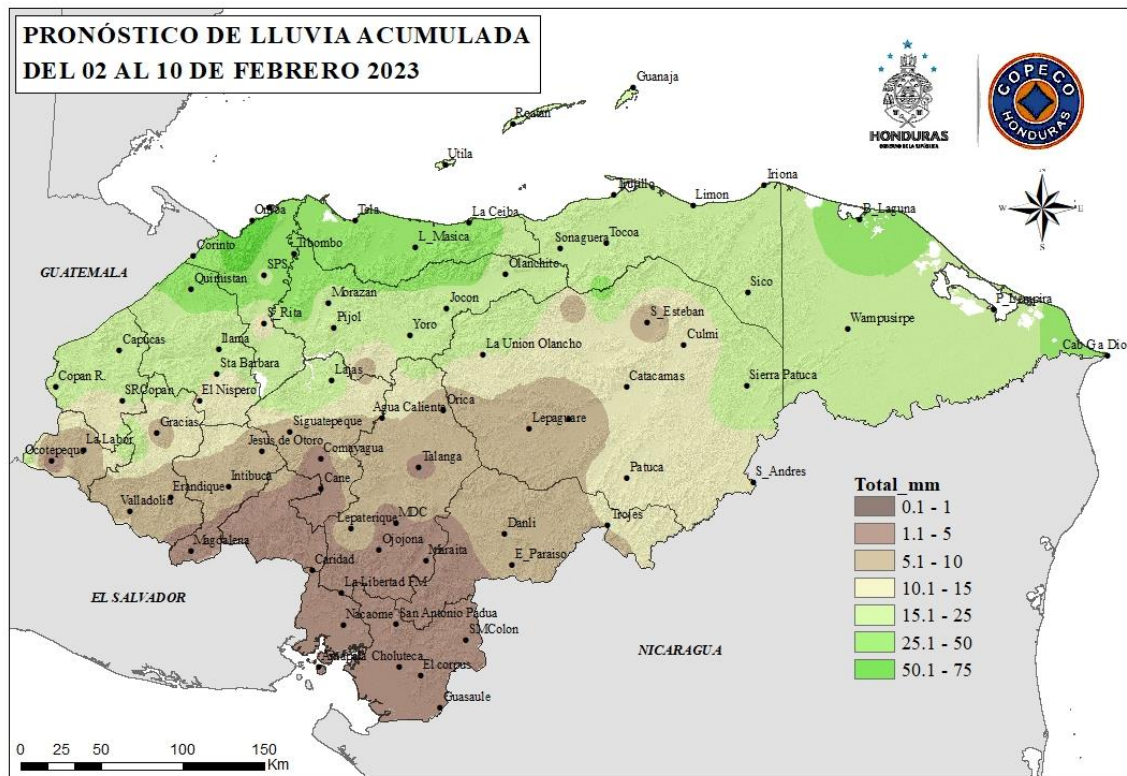 PRONÓSTICO DE LLUVIA ACUMULADA
DEL 02 AL 10 DE FEBRERO 2023
HONDURAS
GOBIERNO DE LA REPÚBLICA
COPECO
HONDURAS
N
W E
S
Guanaja
Roatan
Utila
Iriona
Trujillo
Limon
Omoa
Tela
La Ceiba
B_Laguna
L_Masica
Tocoa
Sonaguera
Corinto
GUATEMALA
SPS
Olanchito
Quimistan
Sico
Morazan
Jocon
P_Lempira
S_Rita
Pijol
S_Esteban
Wampusirpe
Yoro
Ilama
Culmi
Capucas
La Union Olancho
Cab Ga Dio
Sta Barbara
Lajas
Copan R.
Catacamas
Sierra Patuca
SRCopan
El Nispero
Orica
Agua Calienta
Gracias
Siguatepeque
Lepaguare
La Labor
Jesus de Otoro
Ocotepeque
Comayagua
Talanga
Intibuca
Cane
Patuca
S_Andres
Erandique
Valladolid
MDC
Lepaterique
Danli
Trojes
Ojojona
Magdalena
Maraita
E_Paraiso
Caridad
EL SALVADOR
La Libertad FM
Nacaome
San Antonio Padua
SMColon
NICARAGUA
Amapala
Choluteca
El corpus
Guasaule
Total_mm
0.1 - 1
1.1 - 5
5.1 - 10
10.1 - 15
15.1 - 25
25.1 - 50
50.1 - 75
0 25 50 100 150
Km